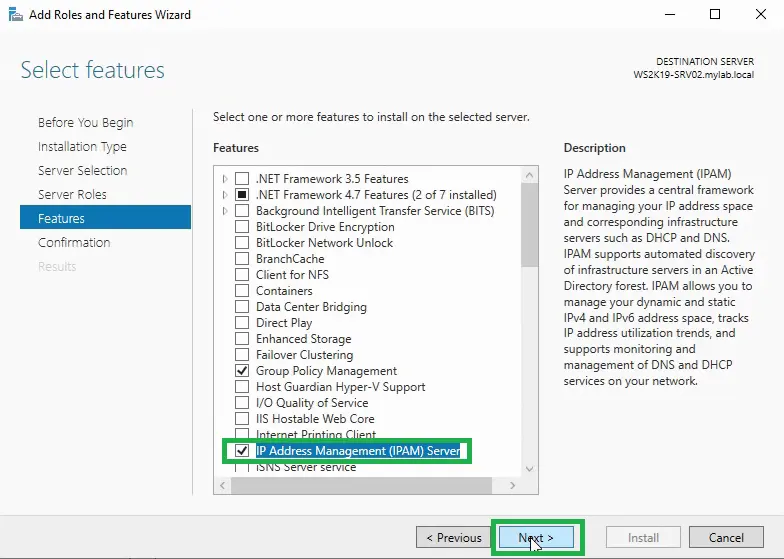 Add Roles and Features Wizard
Select features
DESTINATION SERVER
WS2K19-SRV02.mylab.local
Before You Begin
Installation Type
Server Selection
Server Roles
Features
Confirmation
Results
Select one or more features to install on the selected server.
Features
.NET Framework 3.5 Features
.NET Framework 4.7 Features (2 of 7 installed)
Background Intelligent Transfer Service (BITS)
BitLocker Drive Encryption
BitLocker Network Unlock
BranchCache
Client for NFS
Containers
Data Center Bridging
Direct Play
Enhanced Storage
Failover Clustering
Group Policy Management
Host Guardian Hyper-V Support
I/O Quality of Service
IIS Hostable Web Core
Internet Printing Client
IP Address Management (IPAM) Server
iSNS Server service
Description
IP Address Management (IPAM)
Server provides a central framework
for managing your IP address space
and corresponding infrastructure
servers such as DHCP and DNS.
IPAM supports automated discovery
of infrastructure servers in an Active
Directory forest. IPAM allows you to
manage your dynamic and static
IPv4 and IPv6 address space, tracks
IP address utilization trends, and
supports monitoring and
management of DNS and DHCP
services on your network.
< Previous
Next >
Install
Cancel